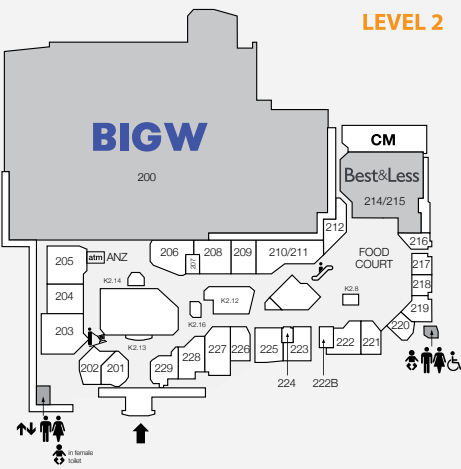 LEVEL 2
BIGW
200
CM
Best&Less
214/215
212
216
FOOD
COURT
205
atm ANZ
206
207
208
209
210/211
217
218
219
K2.14
K2.12
K2.8
204
203
K2.16
K2.13
220
202
201
229
228
227
226
225
223
222
221
224
222B
in female
toilet